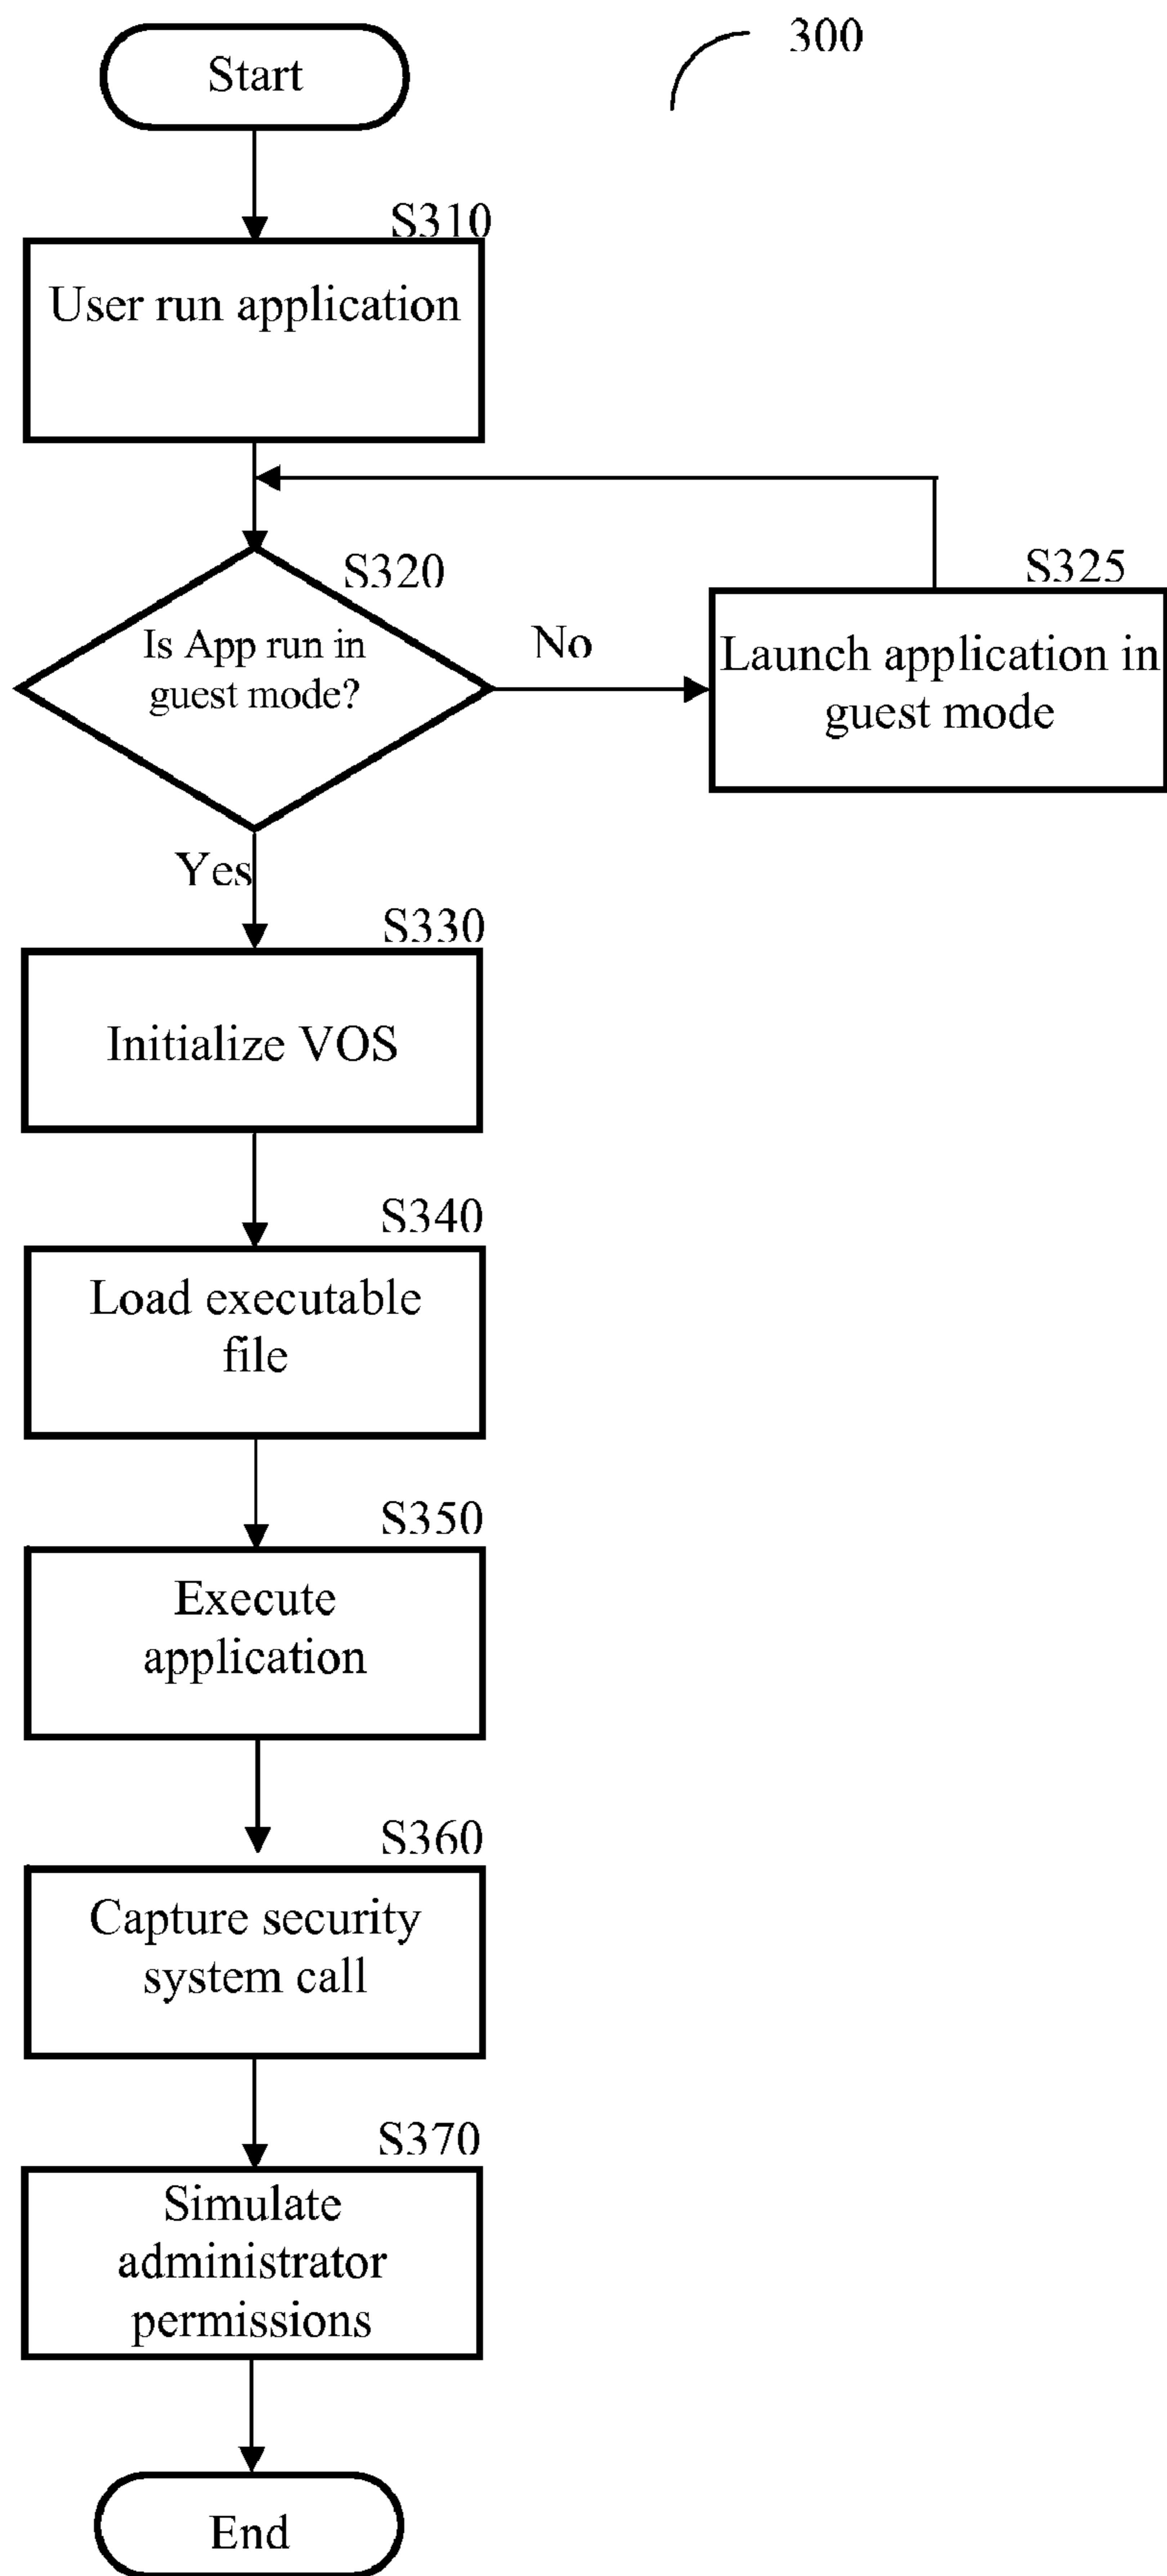 Start
300
S310
User run application
S320
Is App run in
guest mode?
No
S325
Launch application in
guest mode
Yes
S330
Initialize VOS
S340
Load executable
file
S350
Execute
application
S360
Capture security
system call
S370
Simulate
administrator
permissions
End